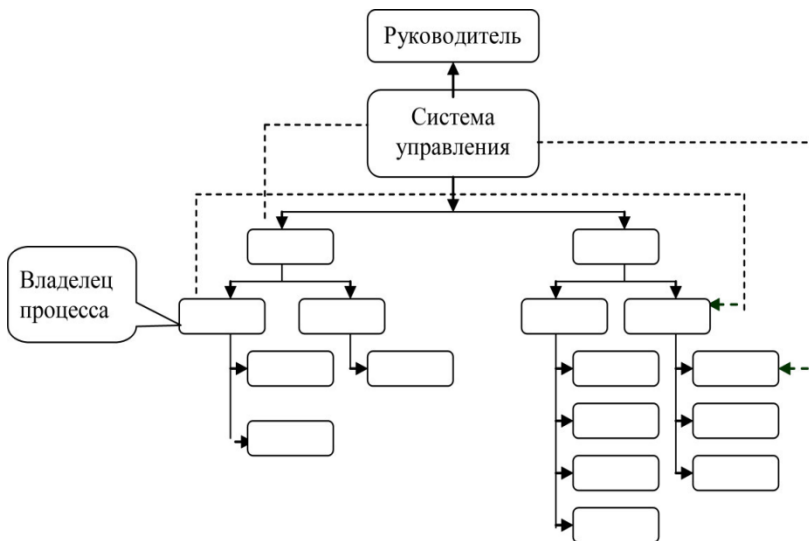 Руководитель
Система
управления
Владелец
процесса